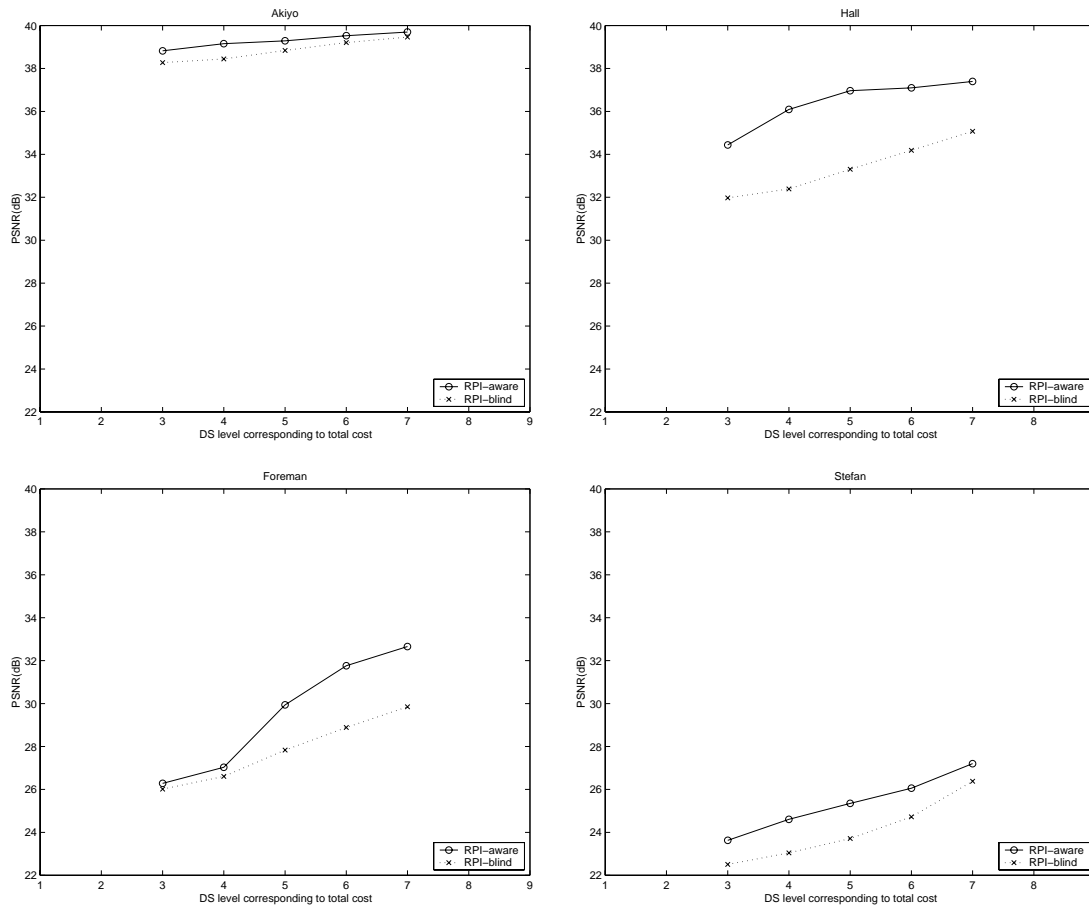 Akiyo
40
38
36
34
32
30
28
26
24
22
PSNR(dB)
1 2 3 4 5 6 7 8 9
DS level corresponding to total cost
RPI-aware
RPI-blind
Hall
40
38
36
34
32
30
28
26
24
22
PSNR(dB)
1 2 3 4 5 6 7 8
DS level corresponding to total cost
RPI-aware
RPI-blind
Foreman
40
38
36
34
32
30
28
26
24
22
PSNR(dB)
1 2 3 4 5 6 7 8 9
DS level corresponding to total cost
RPI-aware
RPI-blind
Stefan
40
38
36
34
32
30
28
26
24
22
PSNR(dB)
1 2 3 4 5 6 7 8
DS level corresponding to total cost
RPI-aware
RPI-blind